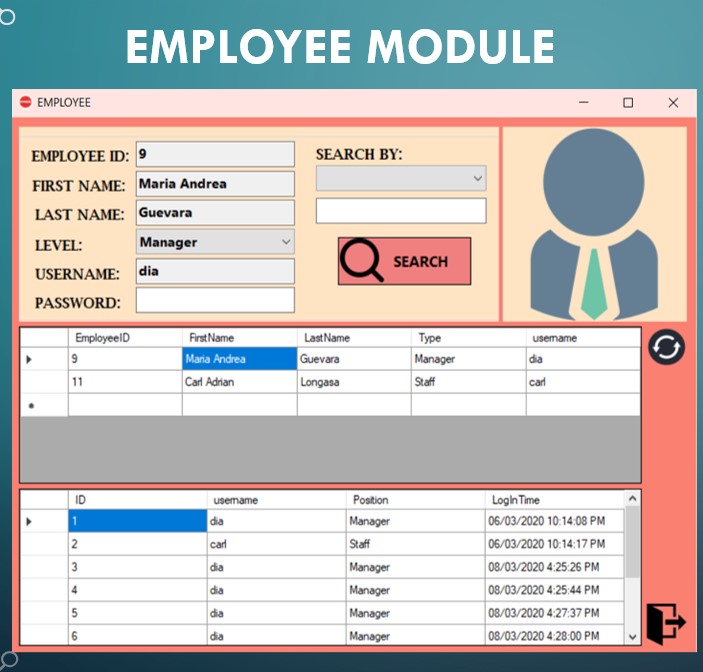 EMPLOYEE MODULE
EMPLOYEE
EMPLOYEE ID: 9
FIRST NAME: Maria Andrea
LAST NAME: Guevara
LEVEL: Manager
USERNAME: dia
PASSWORD:
SEARCH BY:
SEARCH
EmployeeID FirstName LastName Type username
9 Maria Andrea Guevara Manager dia
11 Carl Adrian Longasa Staff carl
ID username Position LogInTime
1 dia Manager 06/03/2020 10:14:08 PM
2 carl Staff 06/03/2020 10:14:17 PM
3 dia Manager 08/03/2020 4:25:26 PM
4 dia Manager 08/03/2020 4:25:44 PM
5 dia Manager 08/03/2020 4:27:37 PM
6 dia Manager 08/03/2020 4:28:00 PM